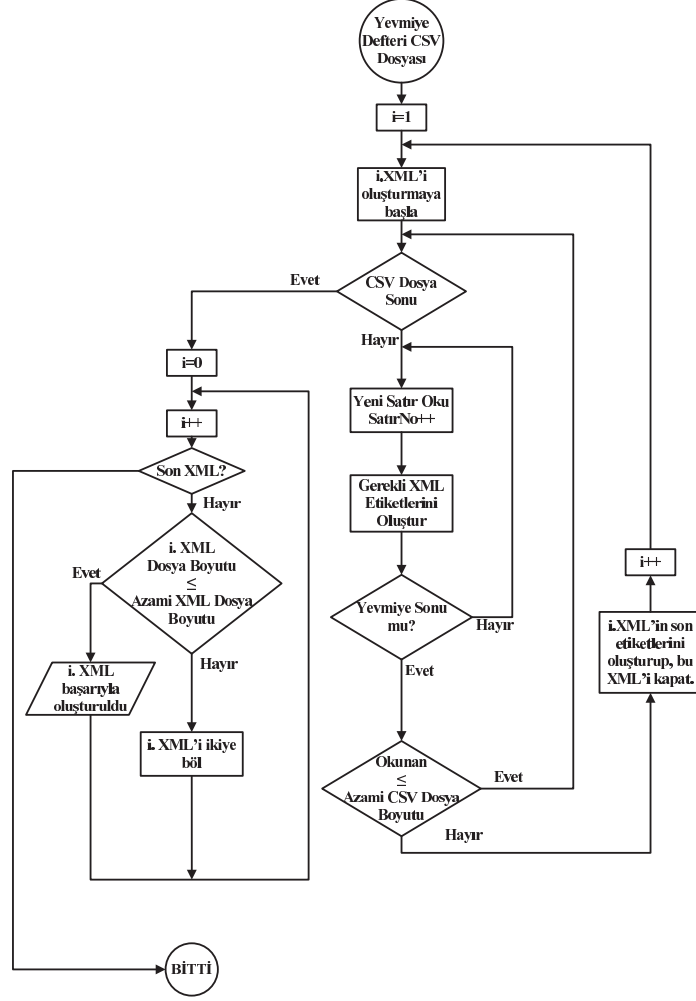 Yevmiye
Defteri CSV
Dosyası
i=1
i.XML'i
oluşturmaya
başla
CSV Dosya
Sonu
Evet
Hayır
i=0
i++
Son XML?
Hayır
i. XML
Dosya Boyutu
≤
Azami XML Dosya
Boyutu
Evet
Hayır
i. XML
başarıyla
oluşturuldu
i. XML'i ikiye
böl
Yeni Satır Oku
SatırNo++
Gerekli XML
Etiketlerini
Oluştur
Yevmiye Sonu
mu?
Hayır
Evet
Okunan
≤
Azami CSV Dosya
Boyutu
Evet
Hayır
i.XML'in son
etiketlerini
oluşturup, bu
XML'i kapat.
i++
BİTTİ